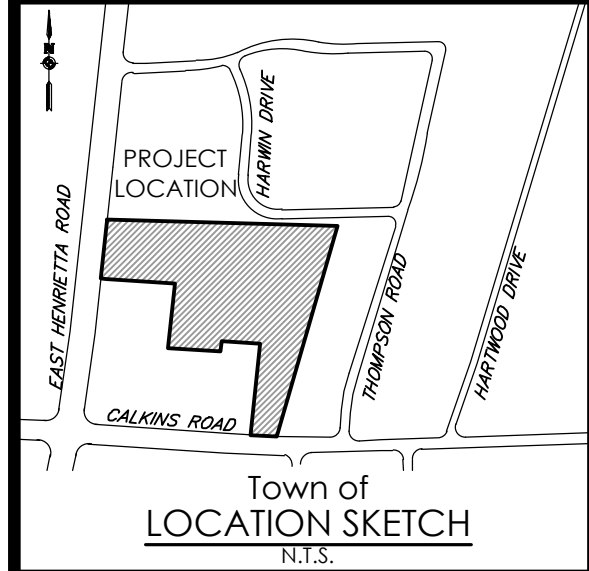 N
PROJECT
LOCATION
HARWIN DRIVE
EAST HENRIETTA ROAD
THOMPSON ROAD
HARTWOOD DRIVE
CALKINS ROAD
Town of
LOCATION SKETCH
N.T.S.